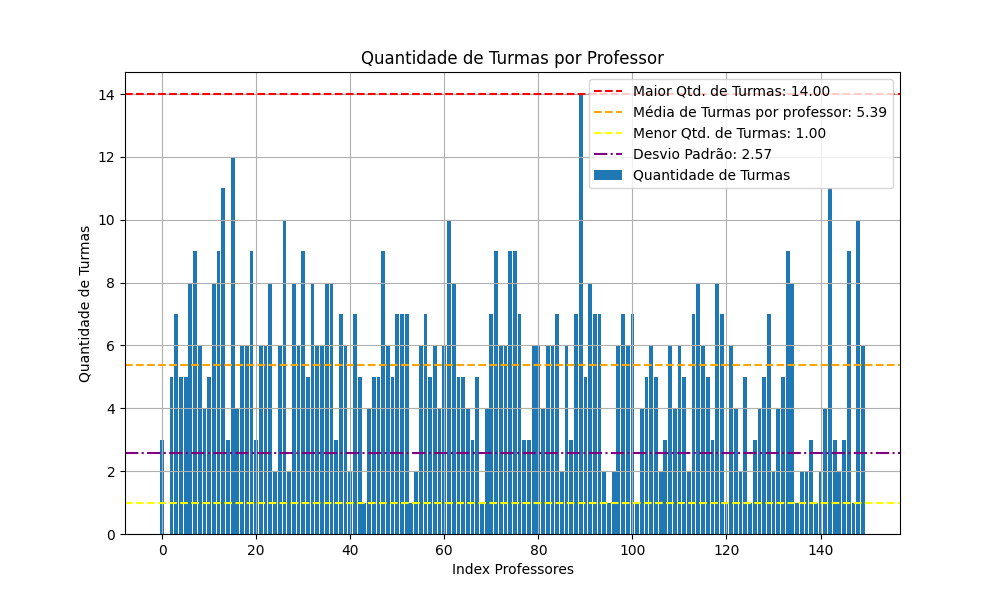 Quantidade de Turmas por Professor
Maior Qtd. de Turmas: 14.00
Média de Turmas por professor: 5.39
Menor Qtd. de Turmas: 1.00
Desvio Padrão: 2.57
Quantidade de Turmas
Quantidade de Turmas
14
12
10
8
6
4
2
0
0 20 40 60 80 100 120 140
Index Professores